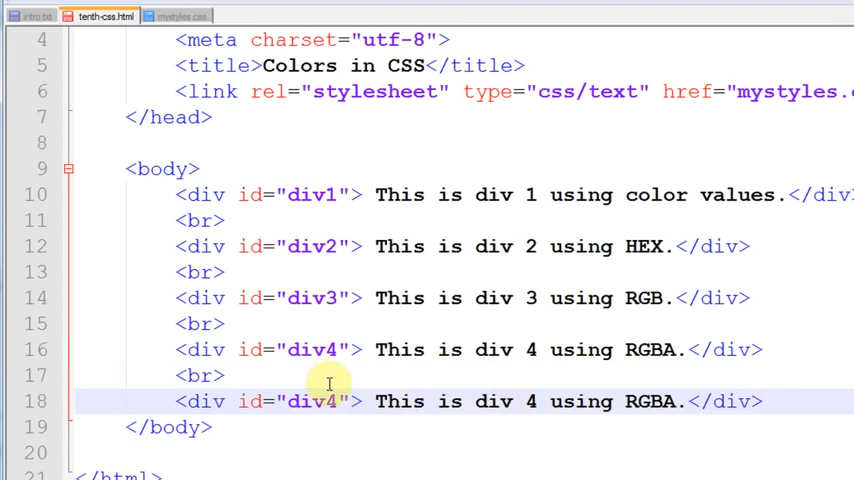 intro.txt tenth-css.html mystyles.css
4 <meta charset="utf-8">
5 <title>Colors in CSS</title>
6 <link rel="stylesheet" type="css/text" href="mystyles.c
7 </head>
8
9 <body>
10 <div id="div1"> This is div 1 using color values.</div>
11 <br>
12 <div id="div2"> This is div 2 using HEX.</div>
13 <br>
14 <div id="div3"> This is div 3 using RGB.</div>
15 <br>
16 <div id="div4"> This is div 4 using RGBA.</div>
17 <br>
18 <div id="div4"> This is div 4 using RGBA.</div>
19 </body>
20
21 </html>